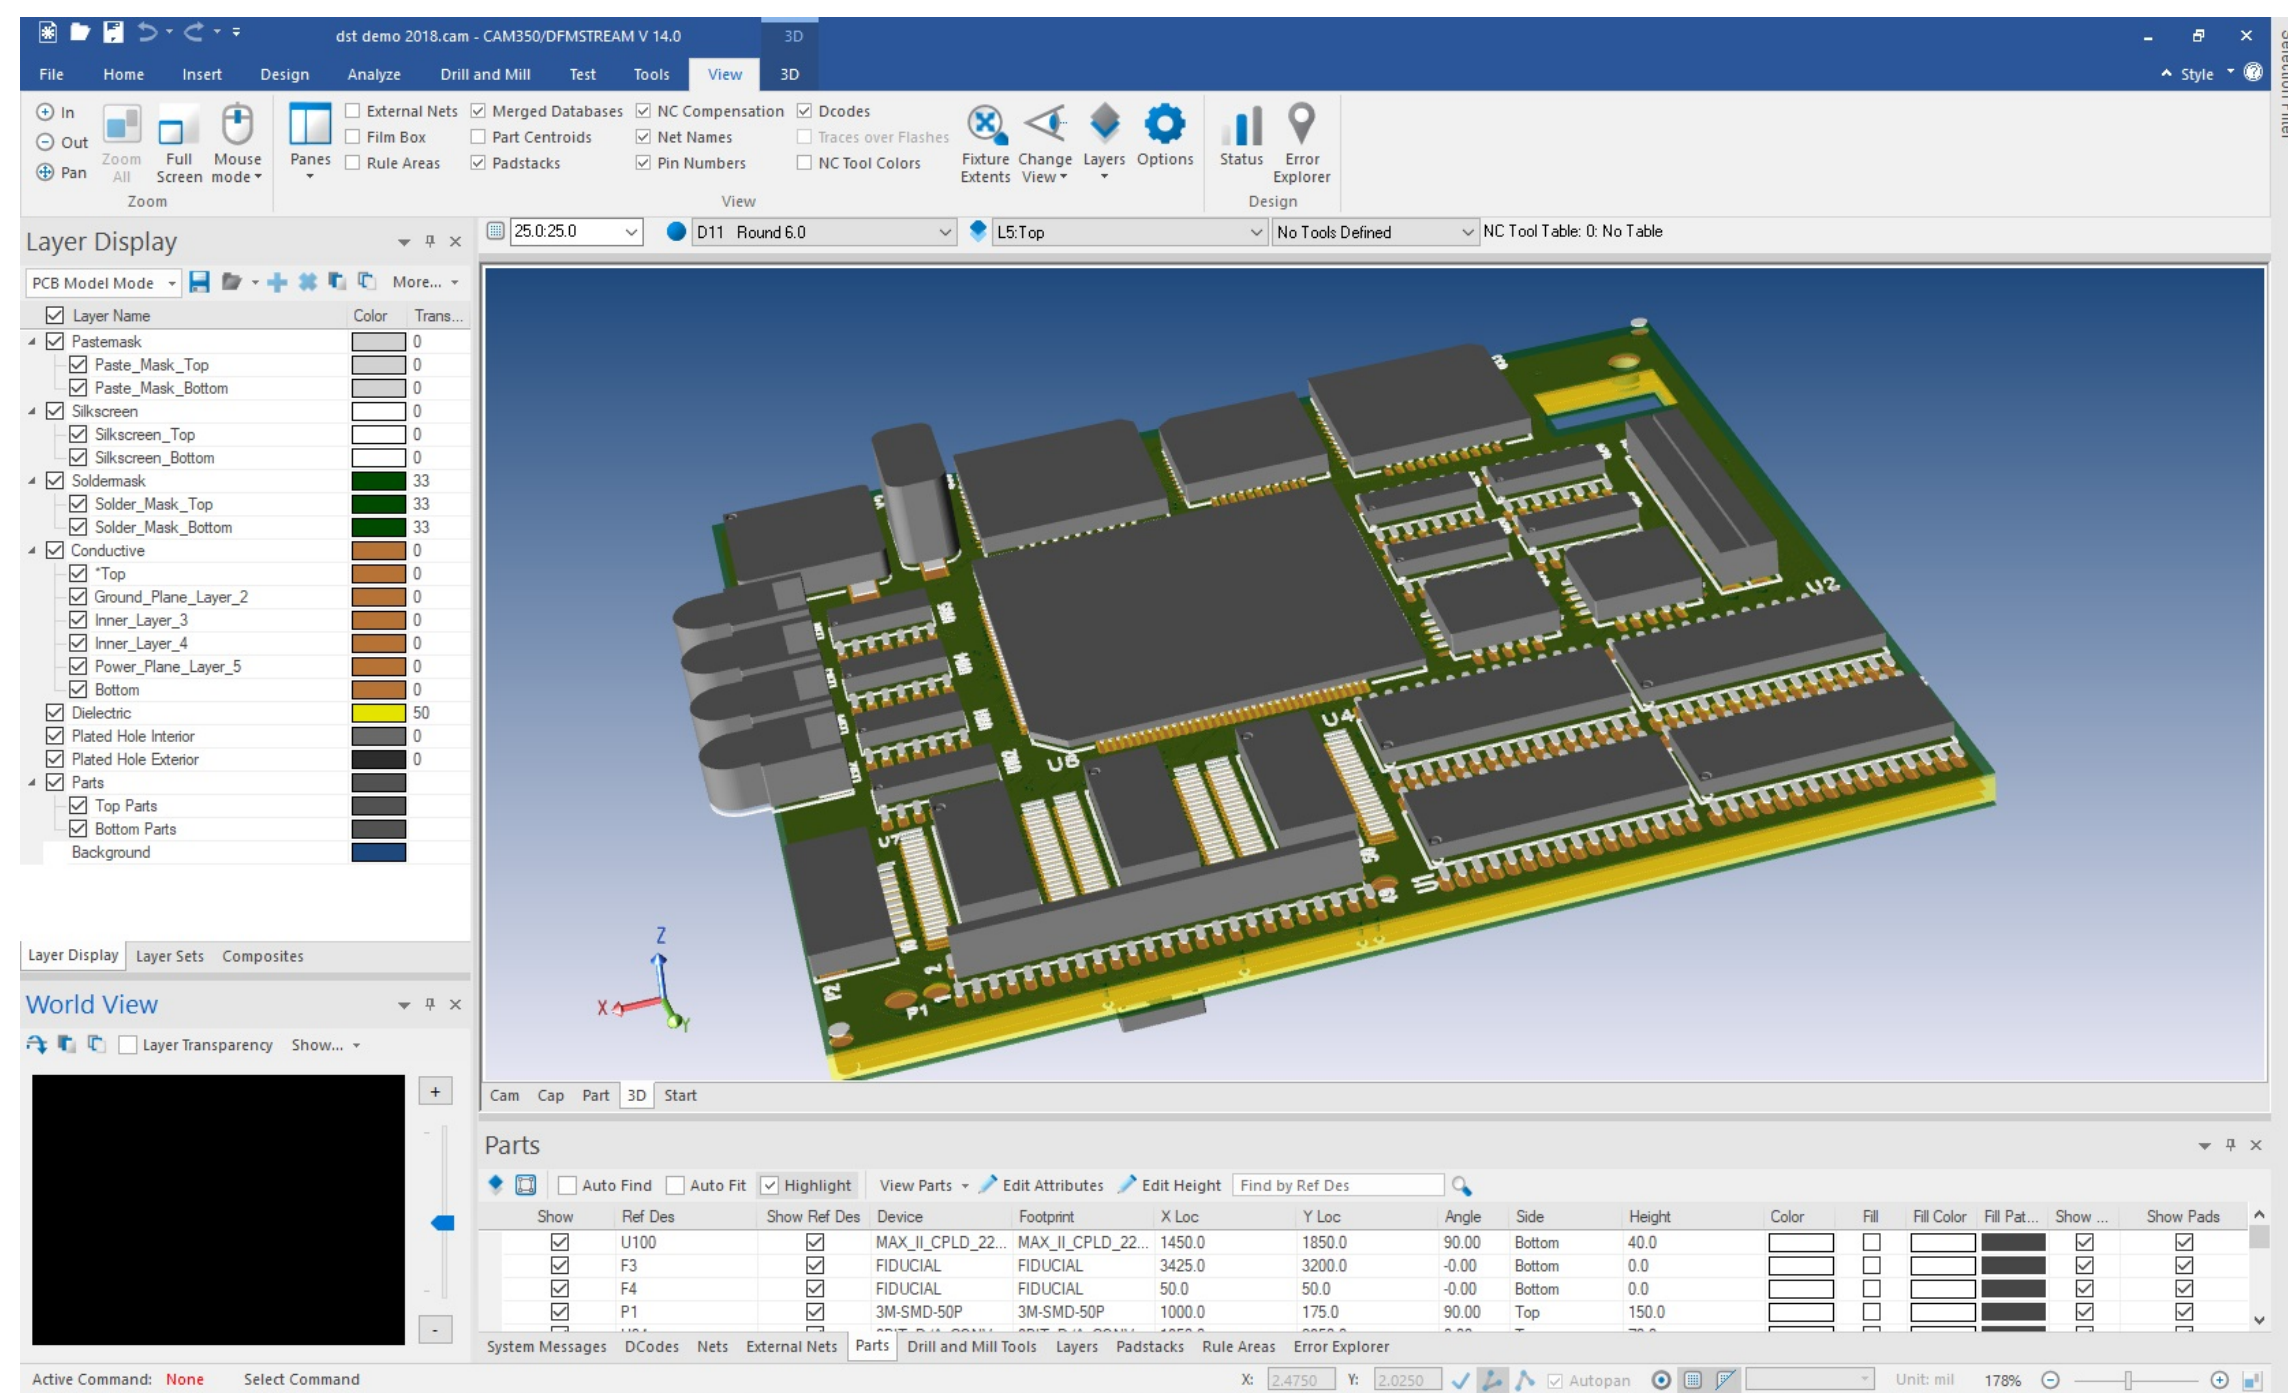 dst demo 2018.cam - CAM350/DFMSTREAM V 14.0
3D
File Home Insert Design Analyze Drill and Mill Test Tools View 3D
Style
In
Out
Pan
Zoom All
Full Screen
Mouse mode
Zoom
Panes
External Nets
Film Box
Rule Areas
Merged Databases
Part Centroids
Padstacks
NC Compensation
Net Names
Pin Numbers
Dcodes
Traces over Flashes
NC Tool Colors
Fixture Extents
Change View
Layers
Options
View
Status
Error Explorer
Design
Selection Filter
Layer Display
25.0:25.0
D11 Round 6.0
L5:Top
No Tools Defined
NC Tool Table: 0: No Table
PCB Model Mode
More...
Layer Name Color Trans...
Pastemask 0
Paste_Mask_Top 0
Paste_Mask_Bottom 0
Silkscreen 0
Silkscreen_Top 0
Silkscreen_Bottom 0
Soldermask 33
Solder_Mask_Top 33
Solder_Mask_Bottom 33
Conductive 0
*Top 0
Ground_Plane_Layer_2 0
Inner_Layer_3 0
Inner_Layer_4 0
Power_Plane_Layer_5 0
Bottom 0
Dielectric 50
Plated Hole Interior 0
Plated Hole Exterior 0
Parts
Top Parts
Bottom Parts
Background
Layer Display Layer Sets Composites
U2
U4
U6
U7
U1
49
2
1
P2
P1
Z
X
Y
World View
Layer Transparency Show...
+
-
Cam Cap Part 3D Start
Parts
Auto Find Auto Fit Highlight View Parts Edit Attributes Edit Height Find by Ref Des
Show Ref Des Show Ref Des Device Footprint X Loc Y Loc Angle Side Height Color Fill Fill Color Fill Pat... Show ... Show Pads
U100 MAX_II_CPLD_22... MAX_II_CPLD_22... 1450.0 1850.0 90.00 Bottom 40.0
F3 FIDUCIAL FIDUCIAL 3425.0 3200.0 -0.00 Bottom 0.0
F4 FIDUCIAL FIDUCIAL 50.0 50.0 -0.00 Bottom 0.0
P1 3M-SMD-50P 3M-SMD-50P 1000.0 175.0 90.00 Top 150.0
System Messages DCodes Nets External Nets Parts Drill and Mill Tools Layers Padstacks Rule Areas Error Explorer
Active Command: None Select Command
X: 2.4750 Y: 2.0250 Autopan Unit: mil 178%